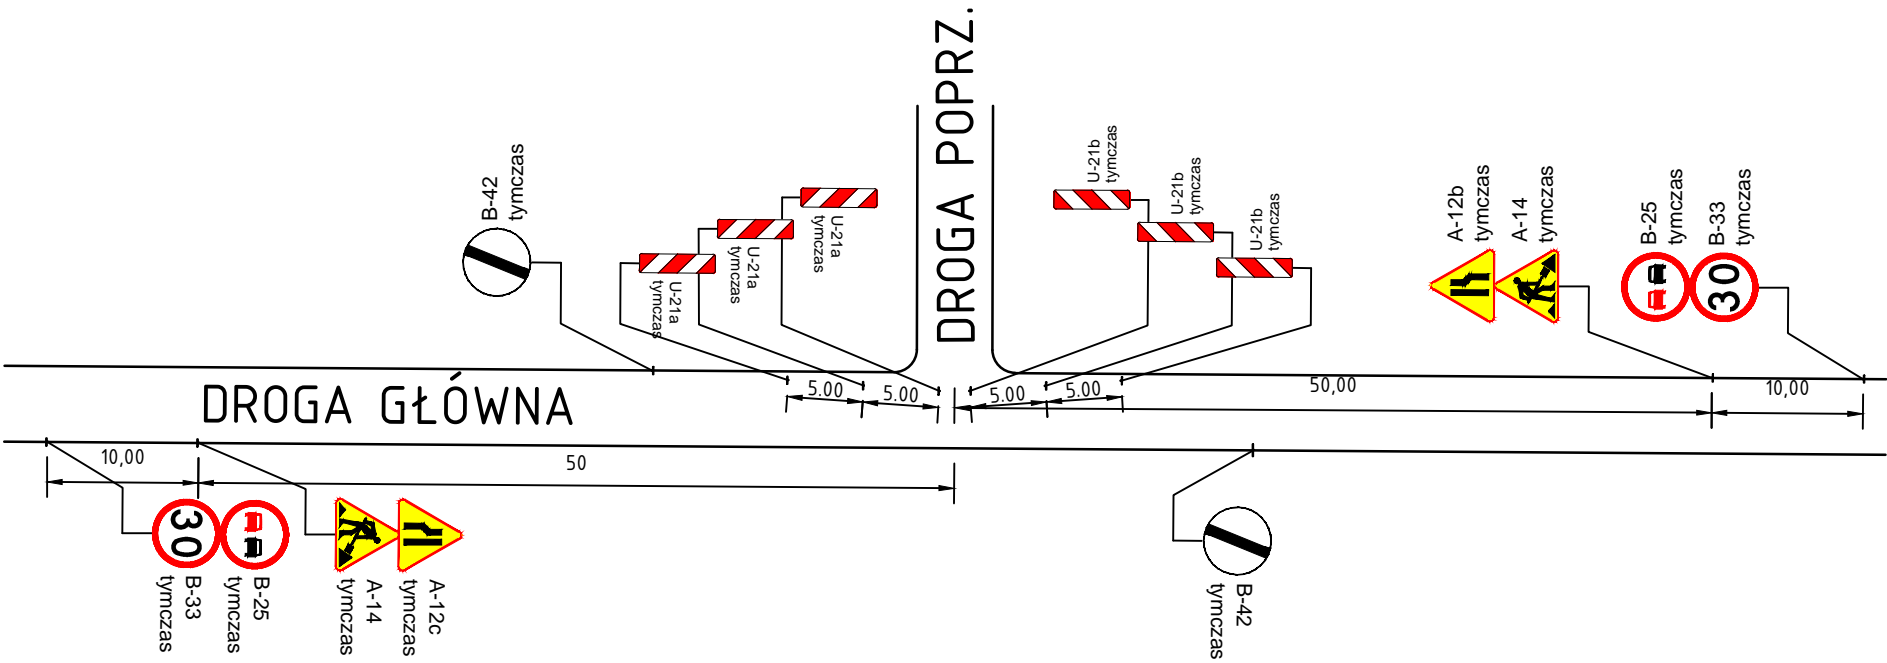 DROGA POPRZ.
B-42
tymczas
U-21a
tymczas
U-21a
tymczas
U-21a
tymczas
U-21b
tymczas
U-21b
tymczas
U-21b
tymczas
A-12b
tymczas
A-14
tymczas
B-25
tymczas
B-33
tymczas
30
DROGA GŁÓWNA
5.00
5.00
5.00
5.00
50,00
10,00
10,00
50
30
B-33
tymczas
B-25
tymczas
A-14
tymczas
A-12c
tymczas
B-42
tymczas